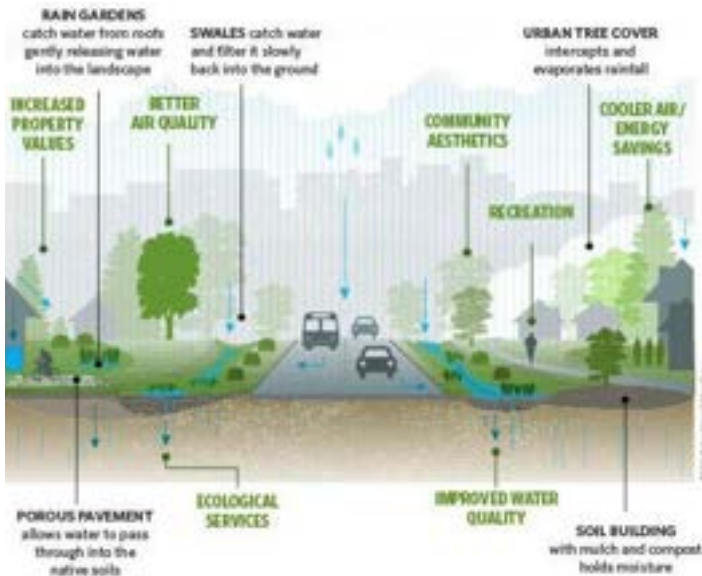 RAIN GARDENS
catch water from roofs
gently releasing water
into the landscape
SWALES catch water
and filter it slowly
back into the ground
URBAN TREE COVER
intercepts and
evaporates rainfall
INCREASED
PROPERTY
VALUES
BETTER
AIR QUALITY
COMMUNITY
AESTHETICS
COOLER AIR/
ENERGY
SAVINGS
RECREATION
ECOLOGICAL
SERVICES
IMPROVED WATER
QUALITY
POROUS PAVEMENT
allows water to pass
through into the
native soils
SOIL BUILDING
with mulch and compost
holds moisture